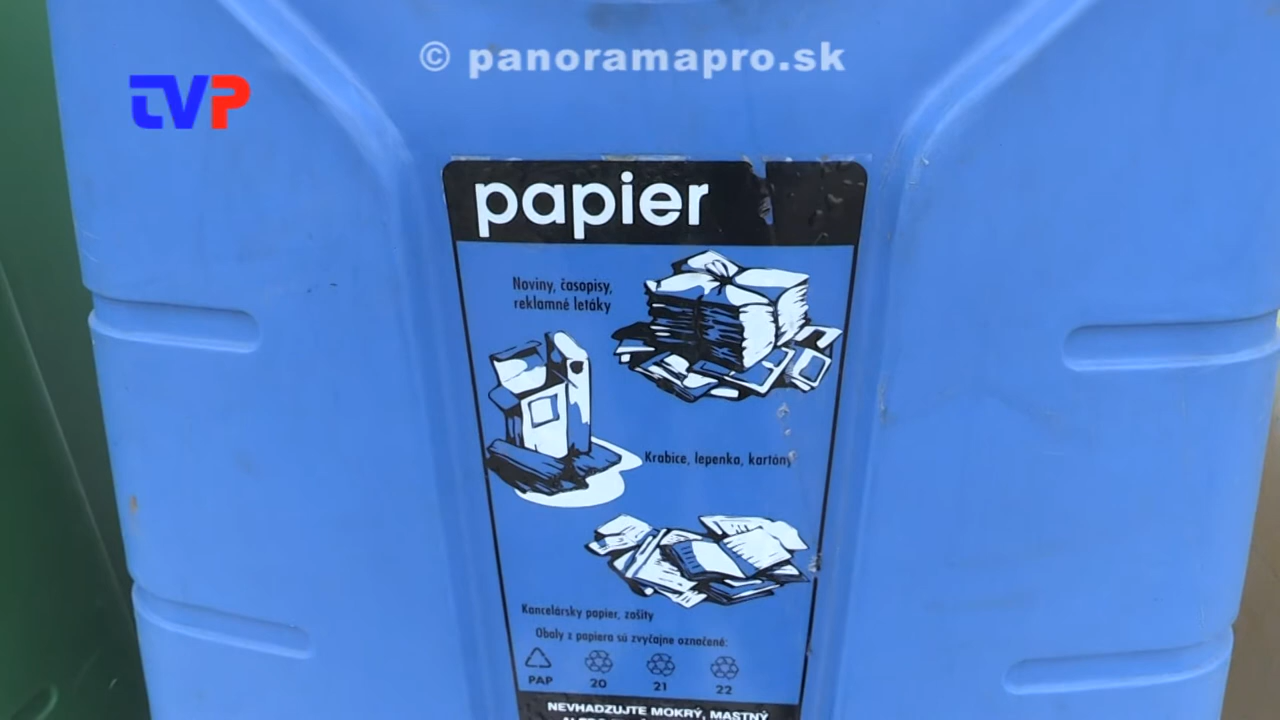 © panoramapro.sk
TVP
papier
Noviny, časopisy,
reklamné letáky
Krabice, lepenka, kartóny
Kancelársky papier, zošity
Obaly z papiera sú zvyčajne označené:
PAP 20 21 22
NEVHADZUJTE MOKRÝ, MASTNÝ